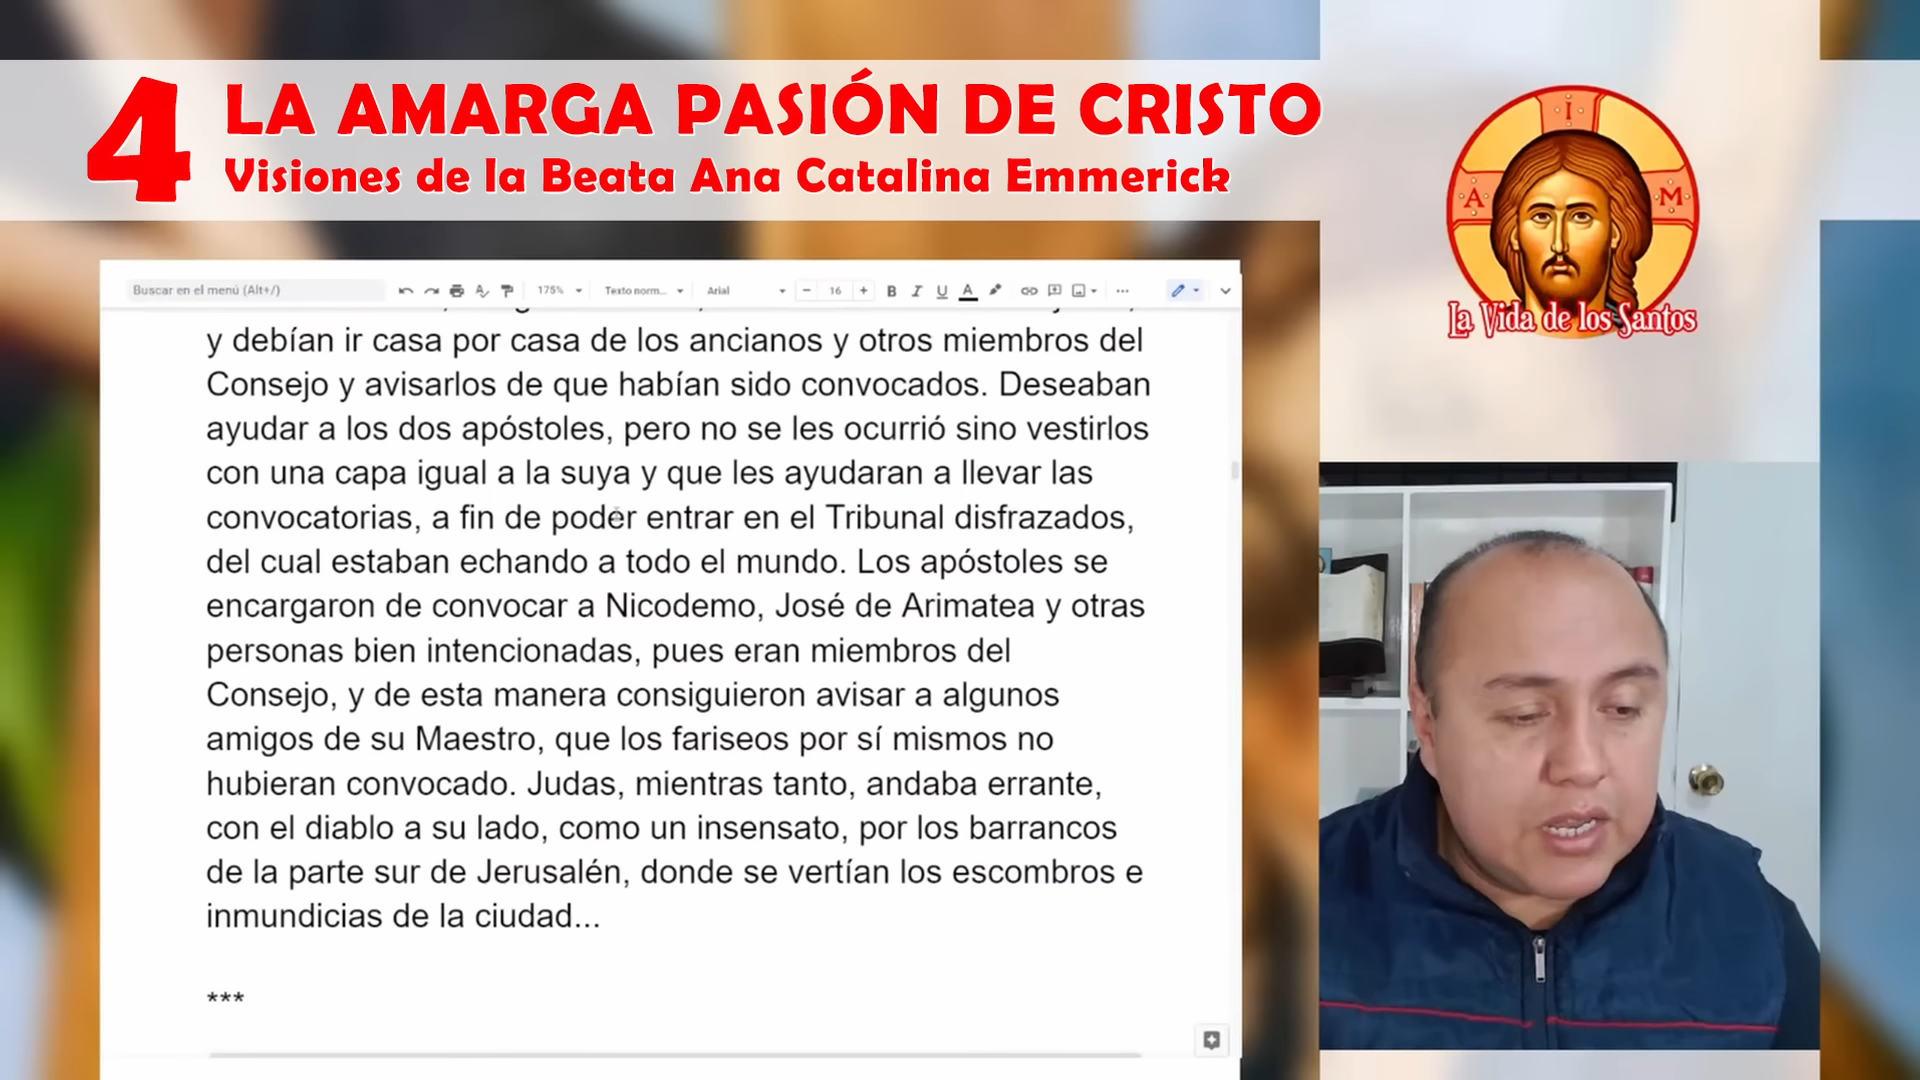 4
LA AMARGA PASIÓN DE CRISTO
Visiones de la Beata Ana Catalina Emmerick
I
A
M
La Vida de los Santos
Buscar en el menú (Alt+/)
175%
Texto norm...
Arial
− 16 +
B I U A
y debían ir casa por casa de los ancianos y otros miembros del
Consejo y avisarlos de que habían sido convocados. Deseaban
ayudar a los dos apóstoles, pero no se les ocurrió sino vestirlos
con una capa igual a la suya y que les ayudaran a llevar las
convocatorias, a fin de poder entrar en el Tribunal disfrazados,
del cual estaban echando a todo el mundo. Los apóstoles se
encargaron de convocar a Nicodemo, José de Arimatea y otras
personas bien intencionadas, pues eran miembros del
Consejo, y de esta manera consiguieron avisar a algunos
amigos de su Maestro, que los fariseos por sí mismos no
hubieran convocado. Judas, mientras tanto, andaba errante,
con el diablo a su lado, como un insensato, por los barrancos
de la parte sur de Jerusalén, donde se vertían los escombros e
inmundicias de la ciudad...
***